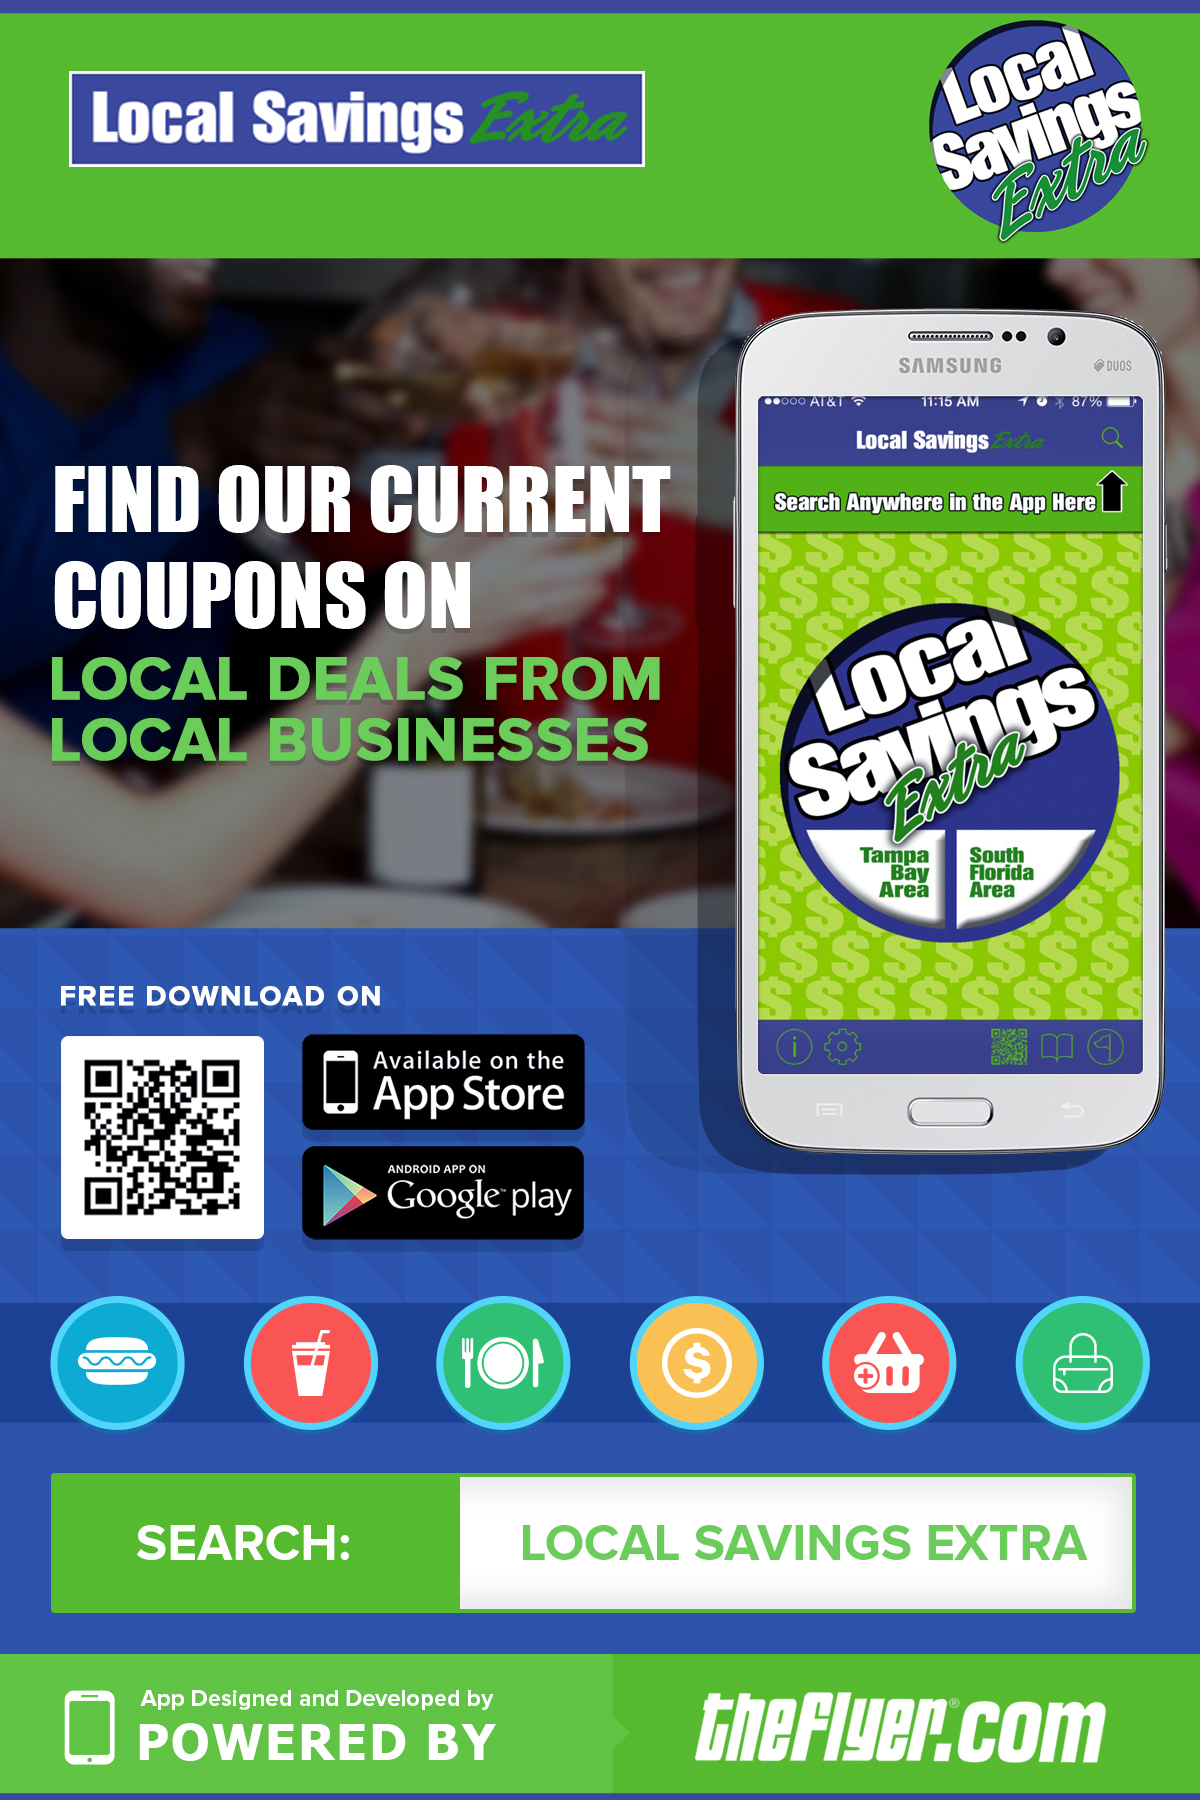 Local Savings Extra
Local
Savings
Extra
SAMSUNG
DUOS
AT&T 11:15 AM 87%
Local Savings Extra
Search Anywhere in the App Here
FIND OUR CURRENT
COUPONS ON
LOCAL DEALS FROM
LOCAL BUSINESSES
Local
Savings
Extra
Tampa
Bay
Area
South
Florida
Area
FREE DOWNLOAD ON
Available on the
App Store
ANDROID APP ON
Google™ play
SEARCH: LOCAL SAVINGS EXTRA
App Designed and Developed by
POWERED BY
theflyer®.com